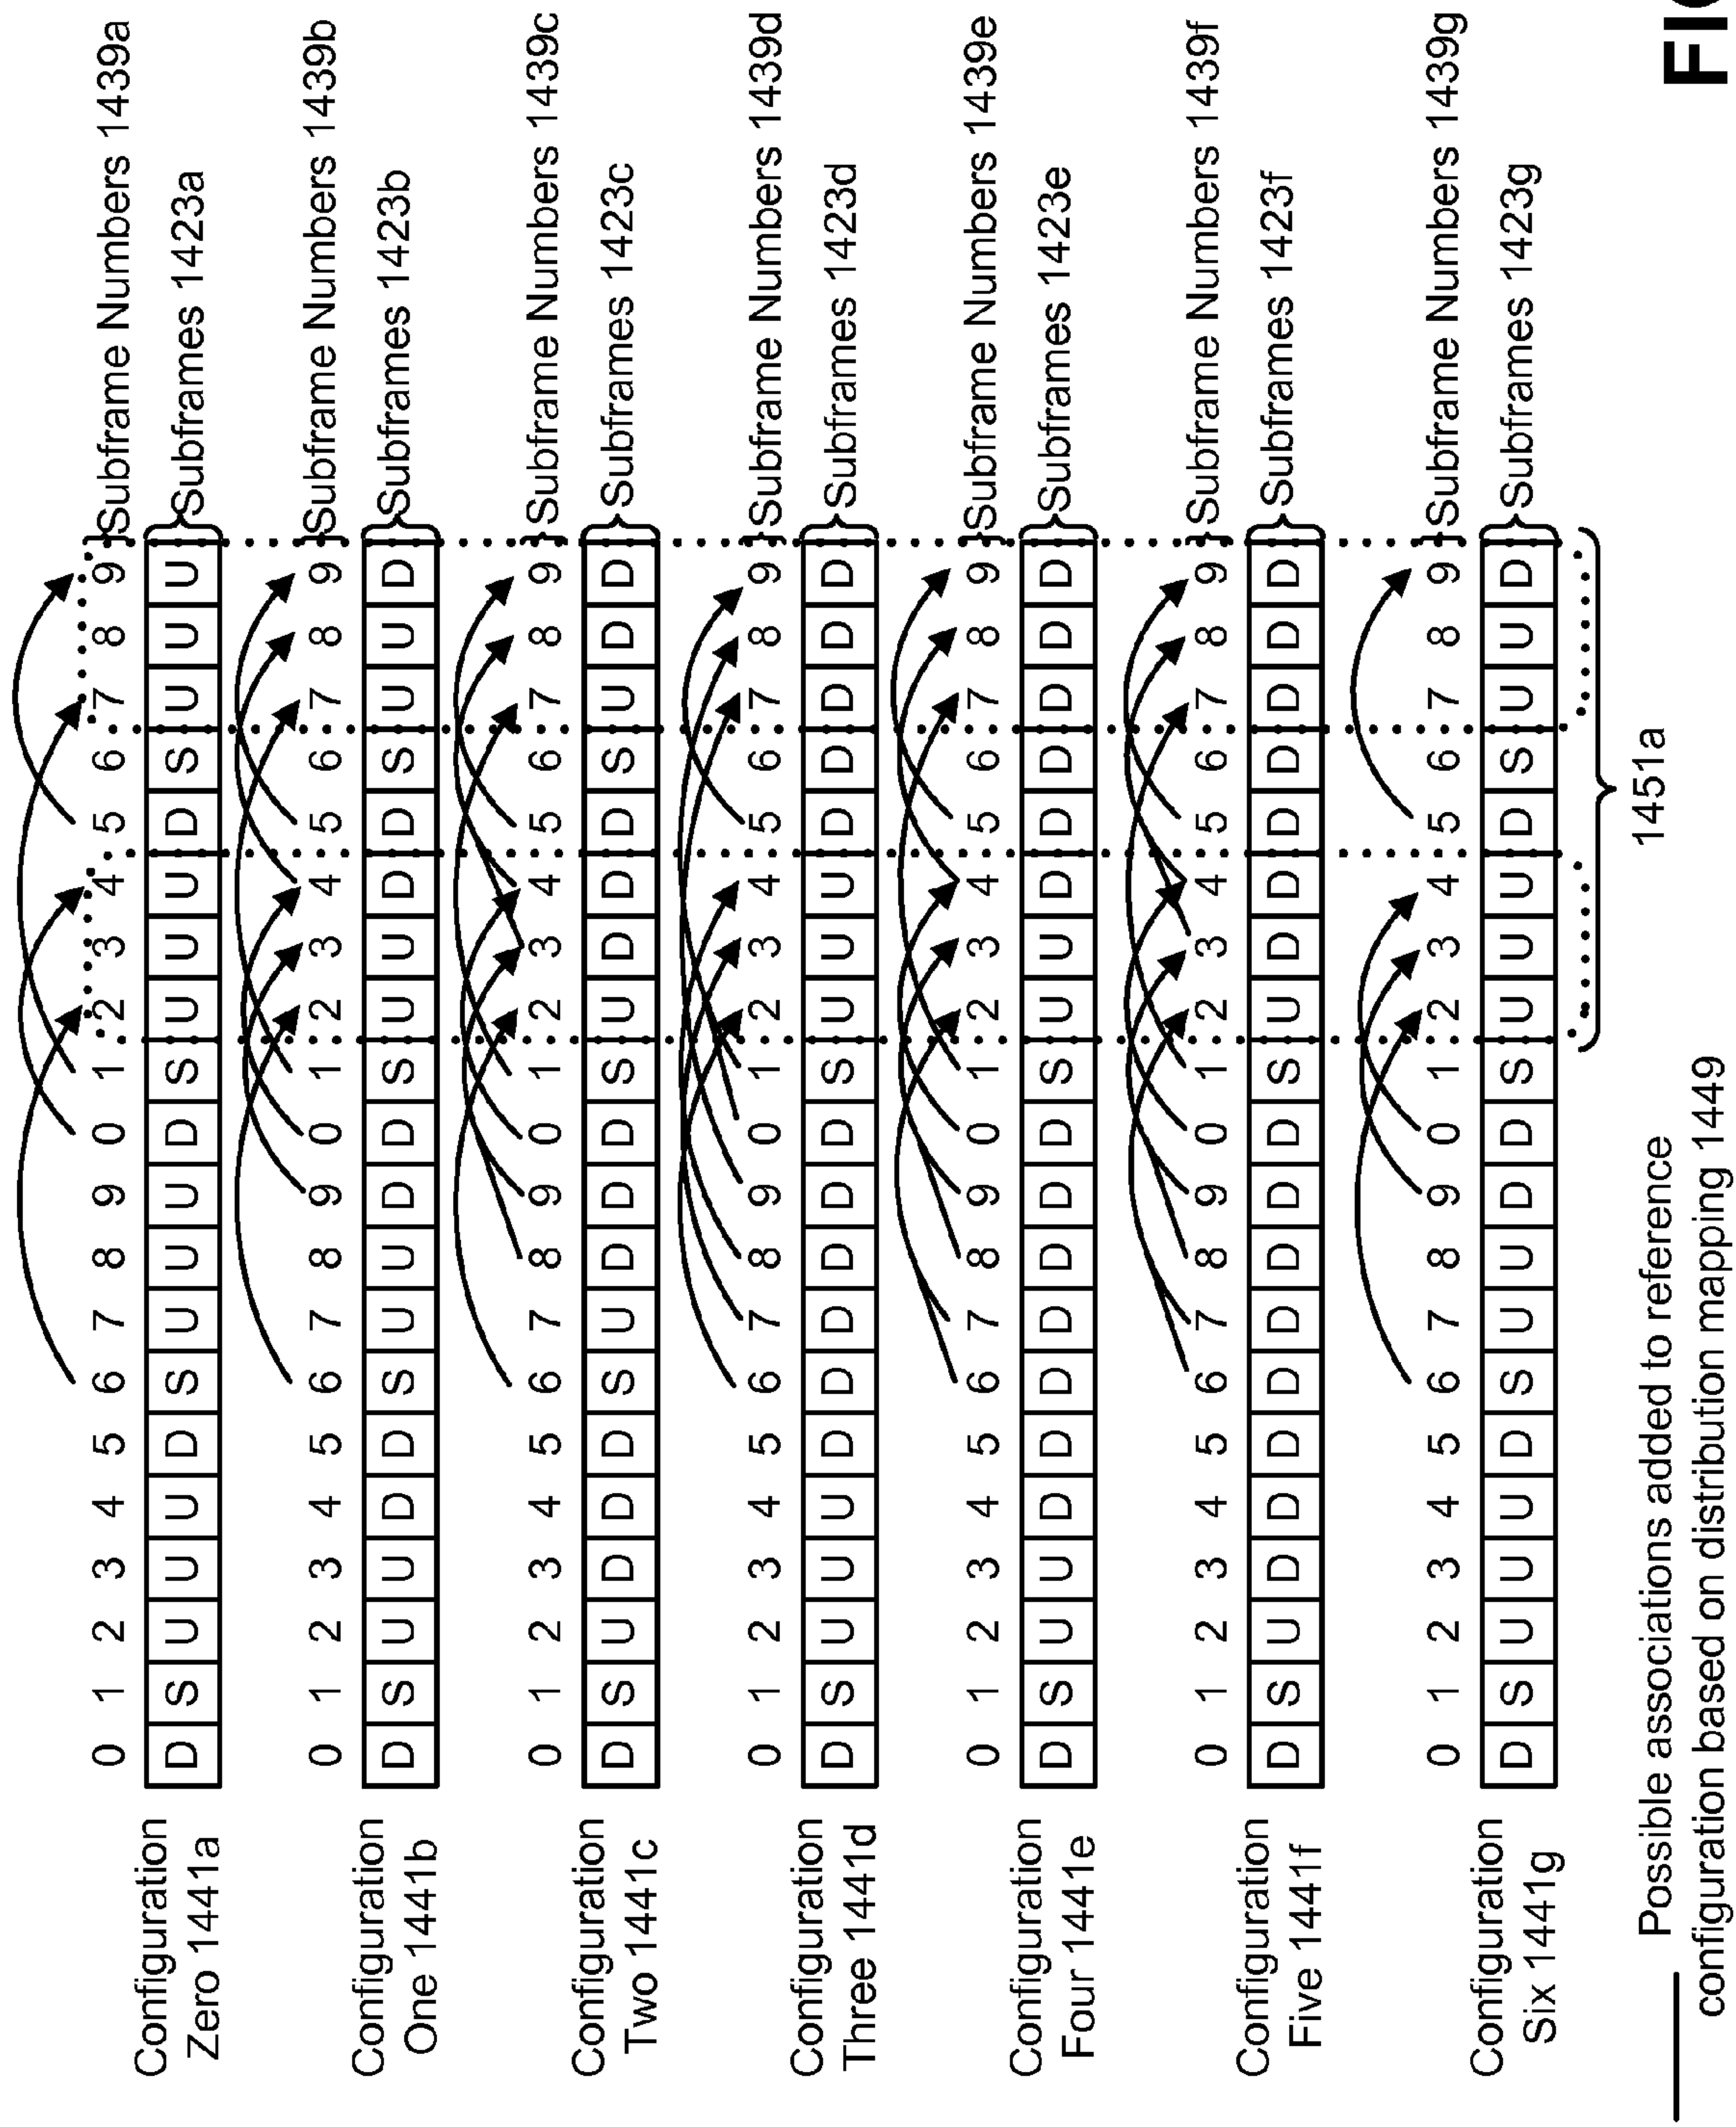 0 1 2 3 4 5 6 7 8 9 0 1 2 3 4 5 6 7 8 9 Subframe Numbers 1439a
Configuration
Zero 1441a
D S U U U D S U U U D S U U U D S U U U Subframes 1423a
0 1 2 3 4 5 6 7 8 9 0 1 2 3 4 5 6 7 8 9 Subframe Numbers 1439b
Configuration
One 1441b
D S U U D D S U U D D S U U D D S U U D Subframes 1423b
0 1 2 3 4 5 6 7 8 9 0 1 2 3 4 5 6 7 8 9 Subframe Numbers 1439c
Configuration
Two 1441c
D S U D D D S U D D D S U D D D S U D D Subframes 1423c
0 1 2 3 4 5 6 7 8 9 0 1 2 3 4 5 6 7 8 9 Subframe Numbers 1439d
Configuration
Three 1441d
D S U U U D D D D D D S U U U D D D D D Subframes 1423d
0 1 2 3 4 5 6 7 8 9 0 1 2 3 4 5 6 7 8 9 Subframe Numbers 1439e
Configuration
Four 1441e
D S U U D D D D D D D S U U D D D D D D Subframes 1423e
0 1 2 3 4 5 6 7 8 9 0 1 2 3 4 5 6 7 8 9 Subframe Numbers 1439f
Configuration
Five 1441f
D S U D D D D D D D D S U D D D D D D D Subframes 1423f
0 1 2 3 4 5 6 7 8 9 0 1 2 3 4 5 6 7 8 9 Subframe Numbers 1439g
Configuration
Six 1441g
D S U U U D S U U D D S U U U D S U U D Subframes 1423g
1451a
Possible associations added to reference
configuration based on distribution mapping 1449